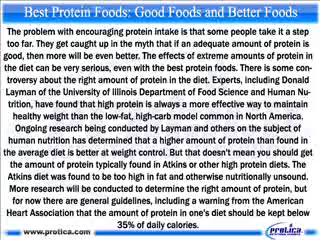 Best Protein Foods: Good Foods and Better Foods
The problem with encouraging protein intake is that some people take it a step
too far. They get caught up in the myth that if an adequate amount of protein is
good, then more will be even better. The effects of extreme amounts of protein in
the diet can be very serious, even with the best protein foods. There is some con-
troversy about the right amount of protein in the diet. Experts, including Donald
Layman of the University of Illinois Department of Food Science and Human Nu-
trition, have found that high protein is always a more effective way to maintain
healthy weight than the low-fat, high-carb model common in North America.
Ongoing research being conducted by Layman and others on the subject of
human nutrition has determined that a higher amount of protein than found in
the average diet is better at weight control. But that doesn't mean you should get
the amount of protein typically found in Atkins or other high protein diets. The
Atkins diet was found to be too high in fat and otherwise nutritionally unsound.
More research will be conducted to determine the right amount of protein, but
for now there are general guidelines, including a warning from the American
Heart Association that the amount of protein in one's diet should be kept below
35% of daily calories.
www.protica.com
protica